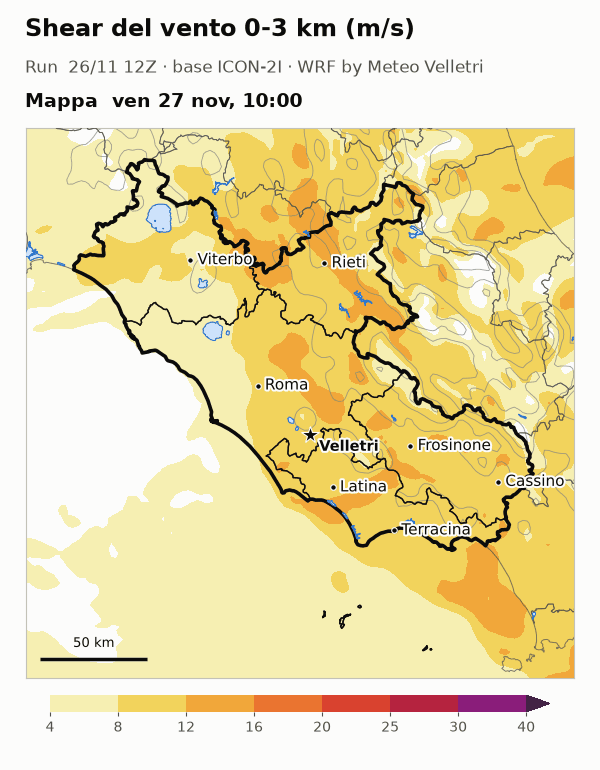 Shear del vento 0-3 km (m/s)
Run  26/11 12Z · base ICON-2I · WRF by Meteo Velletri
Mappa  ven 27 nov, 10:00
Viterbo
Rieti
Roma
Velletri
Frosinone
Latina
Cassino
Terracina
50 km
4 8 12 16 20 25 30 40